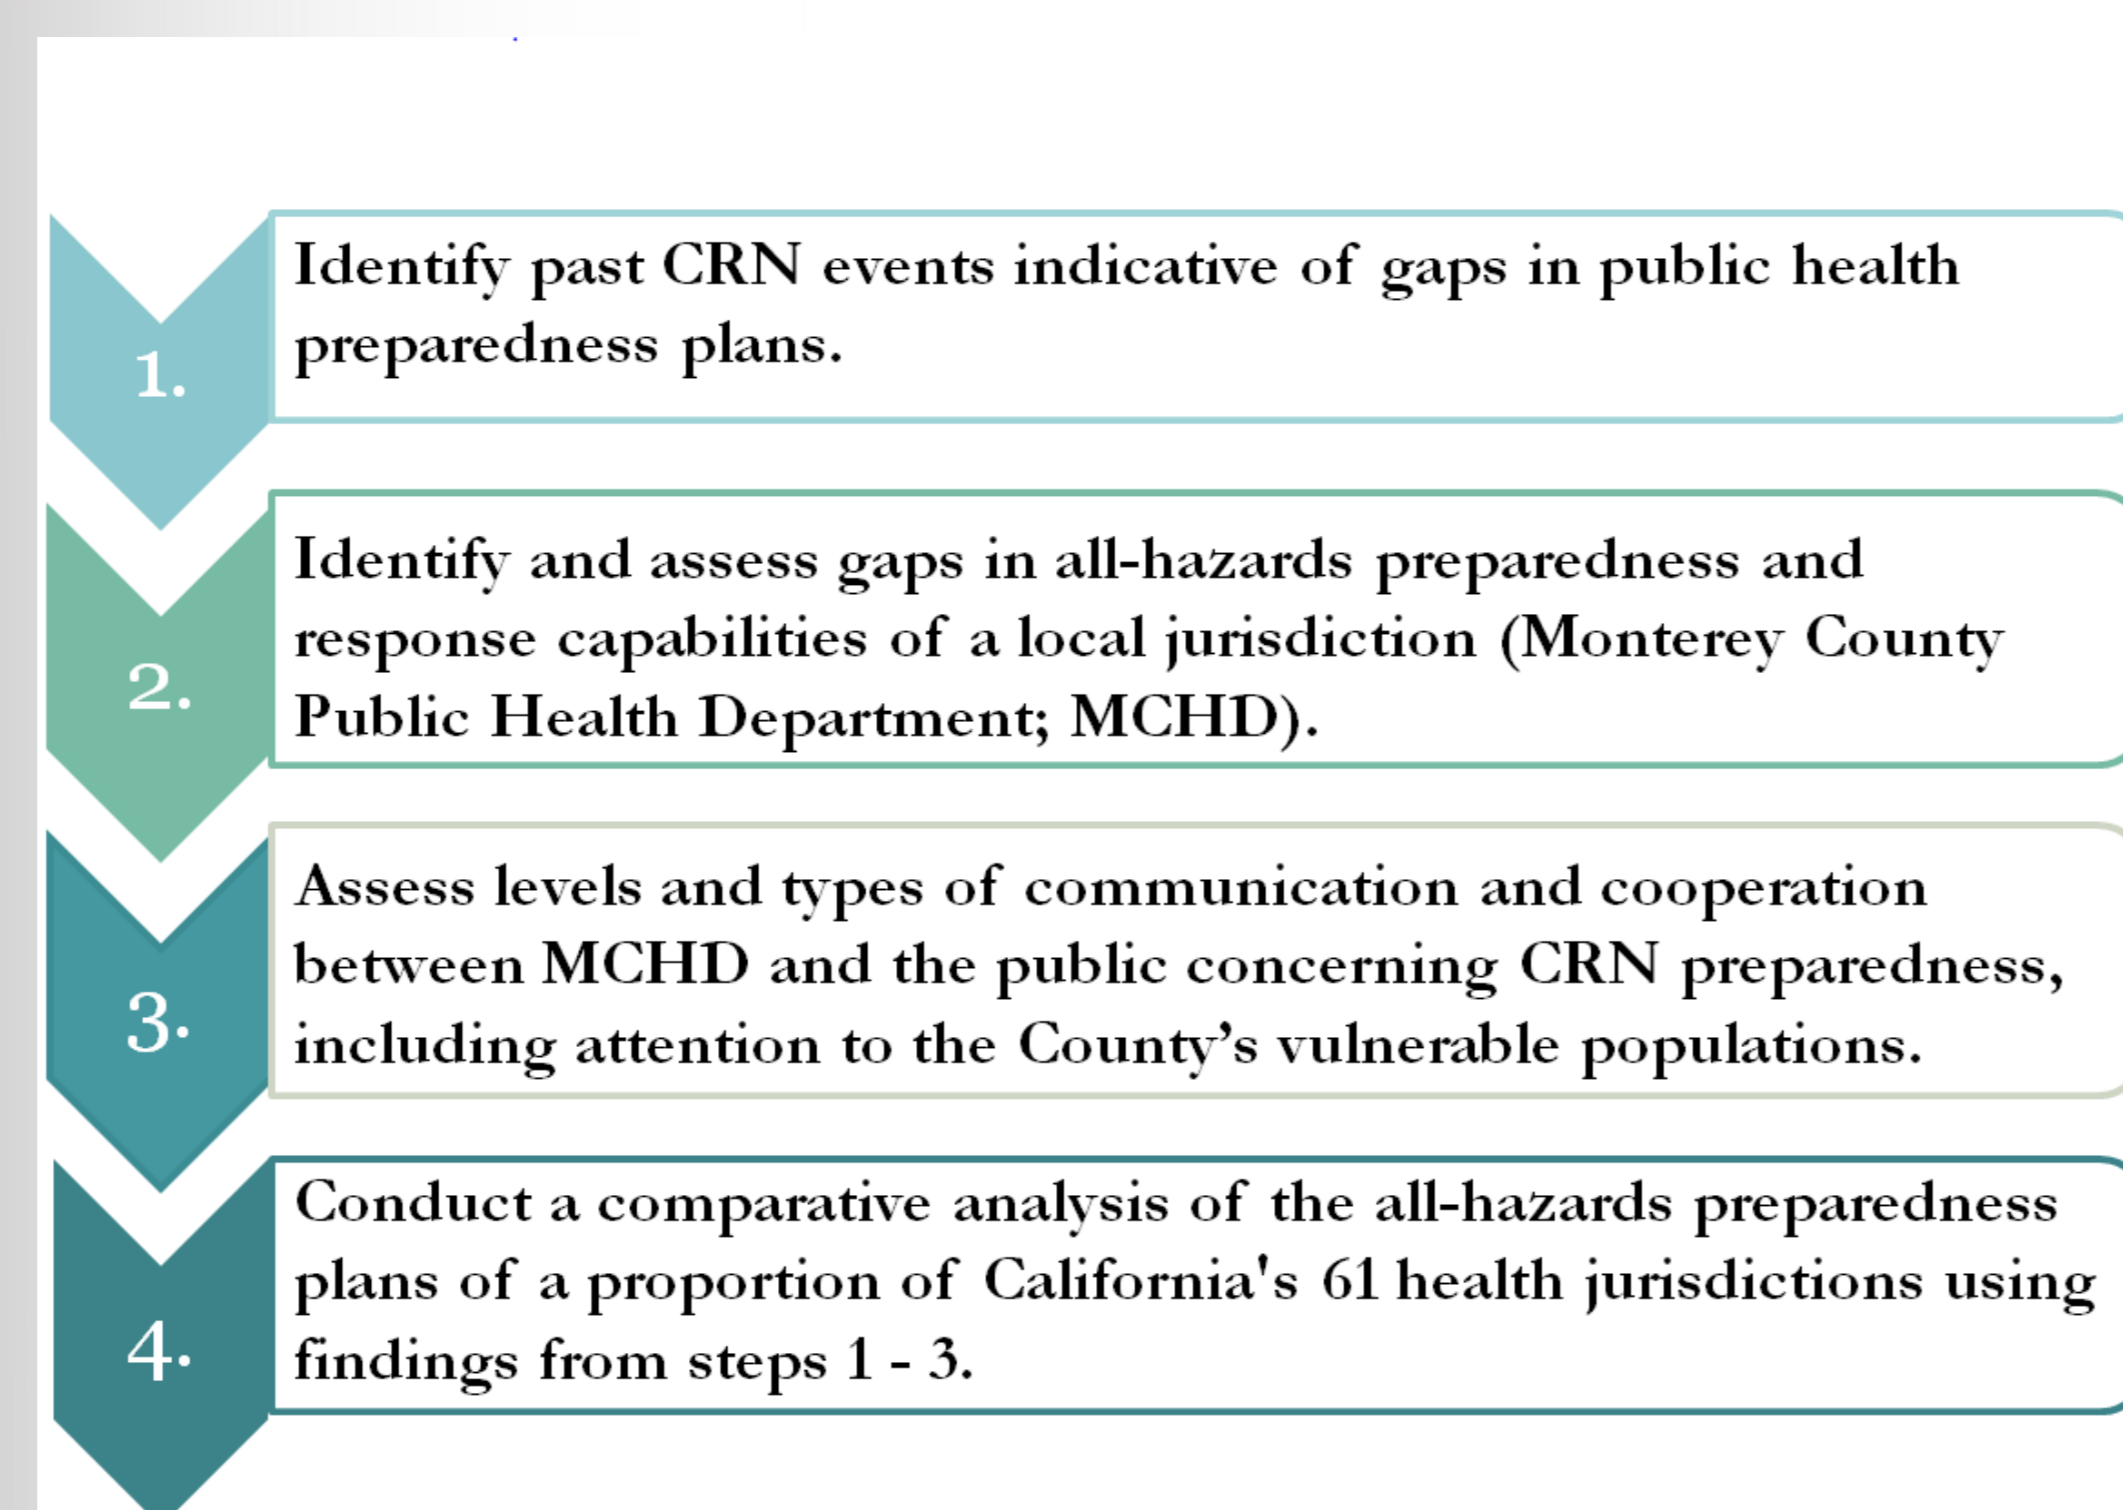 1.
Identify past CRN events indicative of gaps in public health
preparedness plans.
2.
Identify and assess gaps in all-hazards preparedness and
response capabilities of a local jurisdiction (Monterey County
Public Health Department; MCHD).
3.
Assess levels and types of communication and cooperation
between MCHD and the public concerning CRN preparedness,
including attention to the County’s vulnerable populations.
4.
Conduct a comparative analysis of the all-hazards preparedness
plans of a proportion of California's 61 health jurisdictions using
findings from steps 1 - 3.